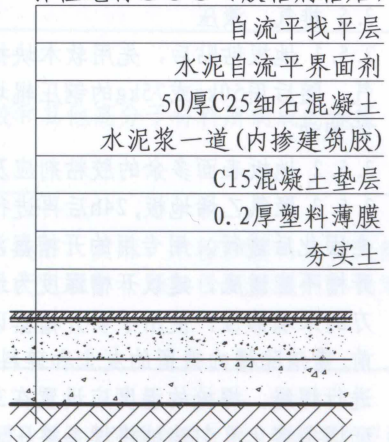 自流平找平层
水泥自流平界面剂
50厚C25细石混凝土
水泥浆一道(内掺建筑胶)
C15混凝土垫层
0.2厚塑料薄膜
夯实土